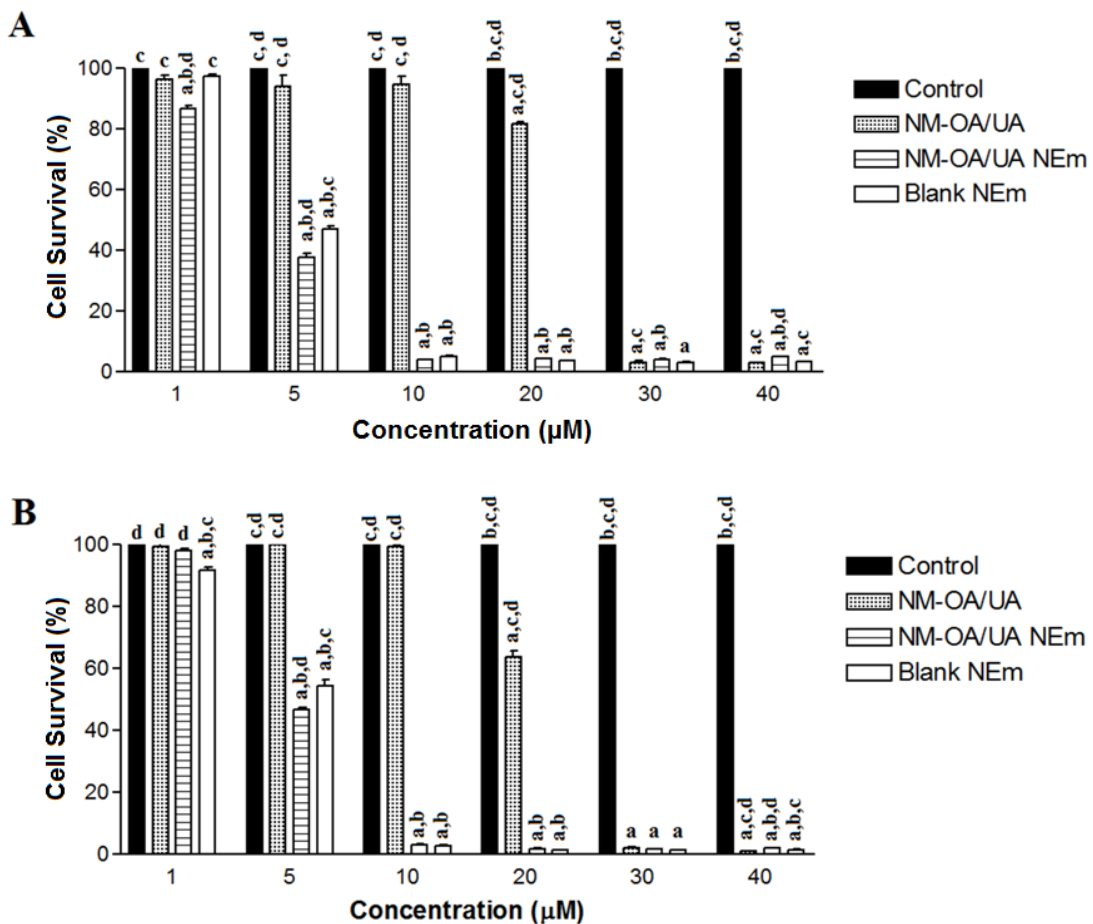 A
c
c
a,b,d
c
c, d
c, d
a,b,d
a,b,c
c, d
c, d
a,b
a,b
b,c,d
a,c,d
a,b
a,b
b,c,d
a,c
a,b
a
b,c,d
a,c
a,b,d
a,c
100
80
60
40
20
0
Cell Survival (%)
1 5 10 20 30 40
Concentration (µM)
Control
NM-OA/UA
NM-OA/UA NEm
Blank NEm
B
d
d
d
a,b,c
c,d
c.d
a,b,d
a,b,c
c,d
c,d
a,b
a,b
b,c,d
a,c,d
a,b
a,b
b,c,d
a
a
a
b,c,d
a,c,d
a,b,d
a,b,c
100
80
60
40
20
0
Cell Survival (%)
1 5 10 20 30 40
Concentration (µM)
Control
NM-OA/UA
NM-OA/UA NEm
Blank NEm